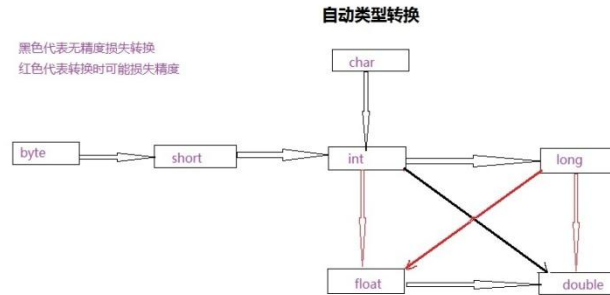 自动类型转换
黑色代表无精度损失转换
红色代表转换时可能损失精度
char
byte
short
int
long
float
double